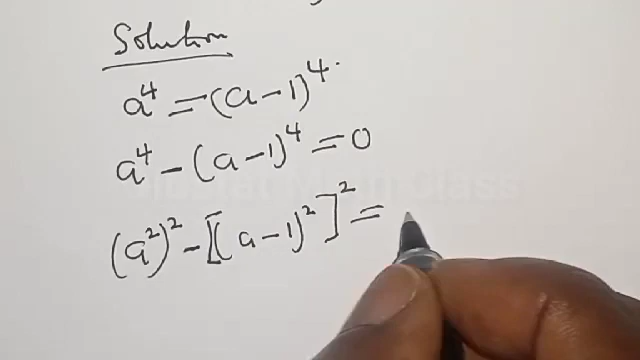 Solution
a⁴ = (a - 1)⁴
a⁴ - (a - 1)⁴ = 0
(a²)² - [(a - 1)²]² =